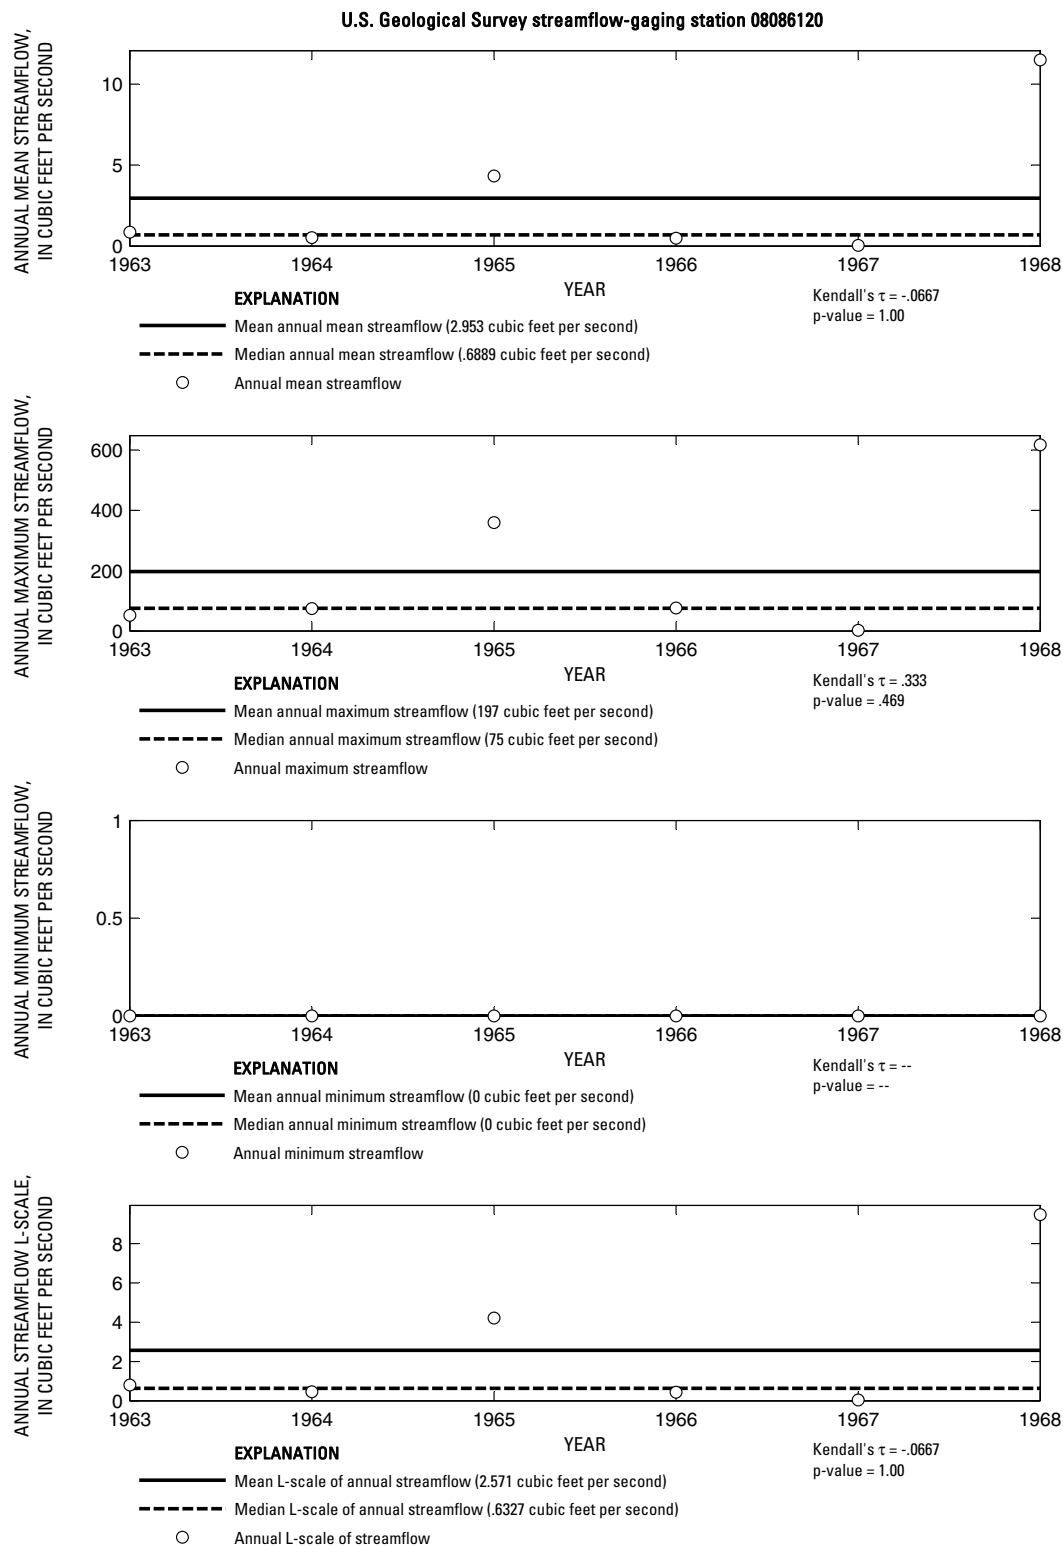 U.S. Geological Survey streamflow-gaging station 08086120
ANNUAL MEAN STREAMFLOW,
IN CUBIC FEET PER SECOND
10
5
0
1963 1964 1965 1966 1967 1968
YEAR
Kendall's τ = -.0667
p-value = 1.00
EXPLANATION
Mean annual mean streamflow (2.953 cubic feet per second)
Median annual mean streamflow (.6889 cubic feet per second)
Annual mean streamflow
ANNUAL MAXIMUM STREAMFLOW,
IN CUBIC FEET PER SECOND
600
400
200
0
1963 1964 1965 1966 1967 1968
YEAR
Kendall's τ = .333
p-value = .469
EXPLANATION
Mean annual maximum streamflow (197 cubic feet per second)
Median annual maximum streamflow (75 cubic feet per second)
Annual maximum streamflow
ANNUAL MINIMUM STREAMFLOW,
IN CUBIC FEET PER SECOND
1
0.5
0
1963 1964 1965 1966 1967 1968
YEAR
Kendall's τ = --
p-value = --
EXPLANATION
Mean annual minimum streamflow (0 cubic feet per second)
Median annual minimum streamflow (0 cubic feet per second)
Annual minimum streamflow
ANNUAL STREAMFLOW L-SCALE,
IN CUBIC FEET PER SECOND
8
6
4
2
0
1963 1964 1965 1966 1967 1968
YEAR
Kendall's τ = -.0667
p-value = 1.00
EXPLANATION
Mean L-scale of annual streamflow (2.571 cubic feet per second)
Median L-scale of annual streamflow (.6327 cubic feet per second)
Annual L-scale of streamflow